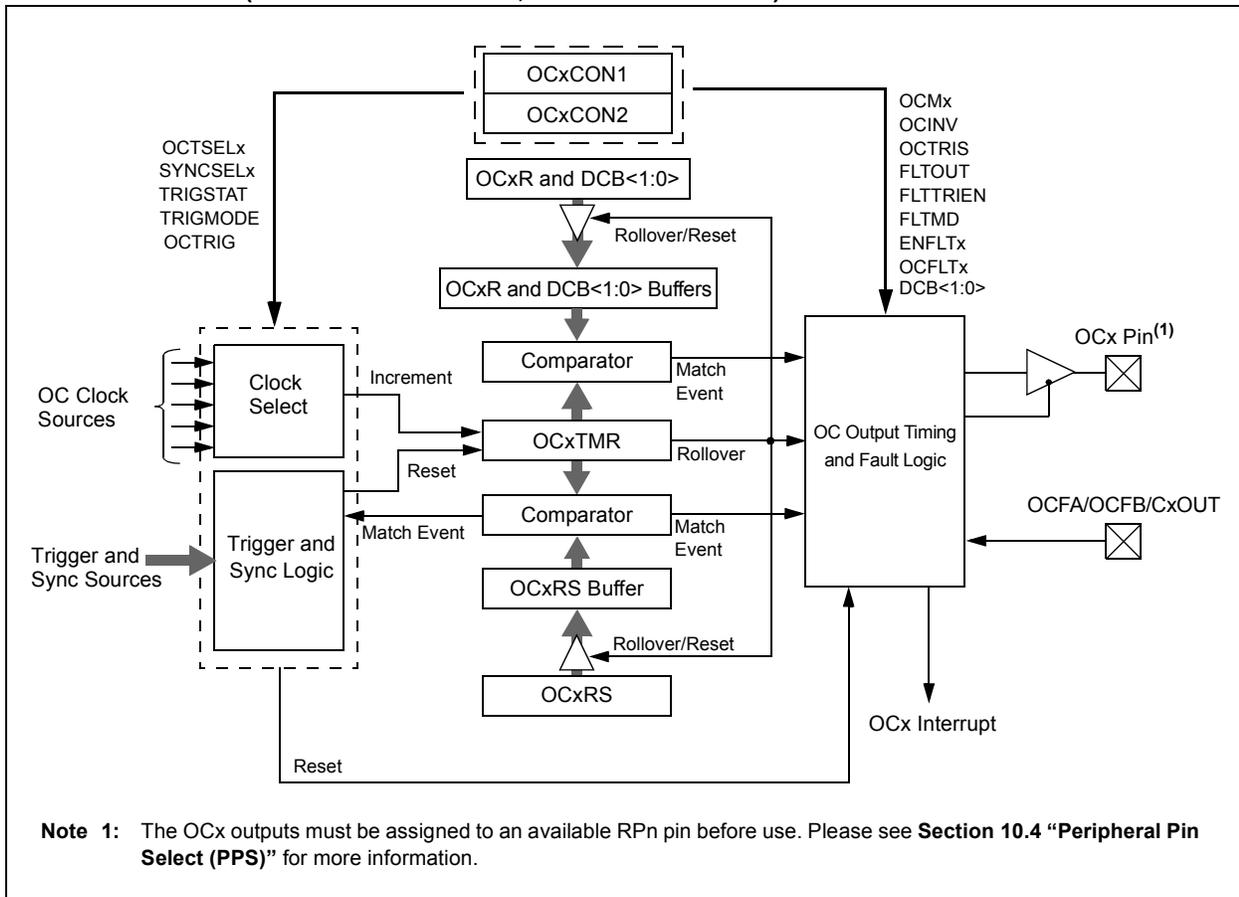 OCxCON1
OCxCON2
OCTSELx
SYNCSELx
TRIGSTAT
TRIGMODE
OCTRIG
OCMx
OCINV
OCTRIS
FLTOUT
FLTTRIEN
FLTMD
ENFLTx
OCFLTx
DCB<1:0>
OCxR and DCB<1:0>
Rollover/Reset
OCxR and DCB<1:0> Buffers
OC Clock
Sources
Clock
Select
Increment
Comparator
Match
Event
OCx Pin(1)
OCxTMR
Rollover
Reset
OC Output Timing
and Fault Logic
Comparator
Match Event
Match
Event
OCFA/OCFB/CxOUT
Trigger and
Sync Sources
Trigger and
Sync Logic
OCxRS Buffer
Rollover/Reset
OCxRS
OCx Interrupt
Reset
Note 1: The OCx outputs must be assigned to an available RPn pin before use. Please see Section 10.4 “Peripheral Pin
Select (PPS)” for more information.